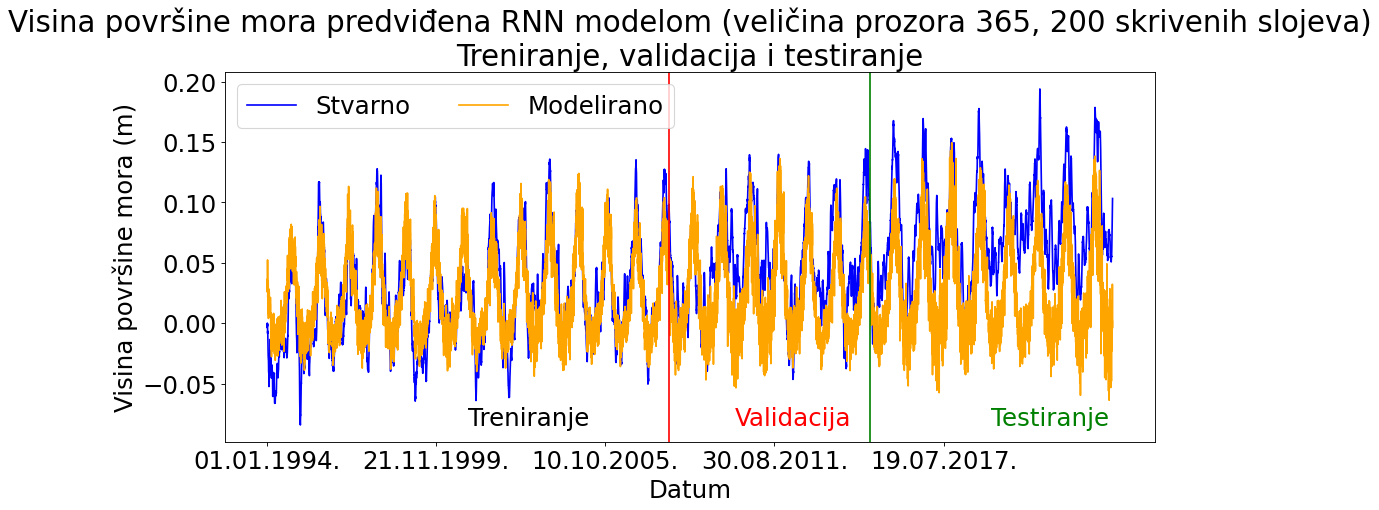 Visina površine mora predviđena RNN modelom (veličina prozora 365, 200 skrivenih slojeva)
Treniranje, validacija i testiranje
Stvarno Modelirano
Visina površine mora (m)
0.20
0.15
0.10
0.05
0.00
−0.05
Treniranje Validacija Testiranje
01.01.1994. 21.11.1999. 10.10.2005. 30.08.2011. 19.07.2017.
Datum